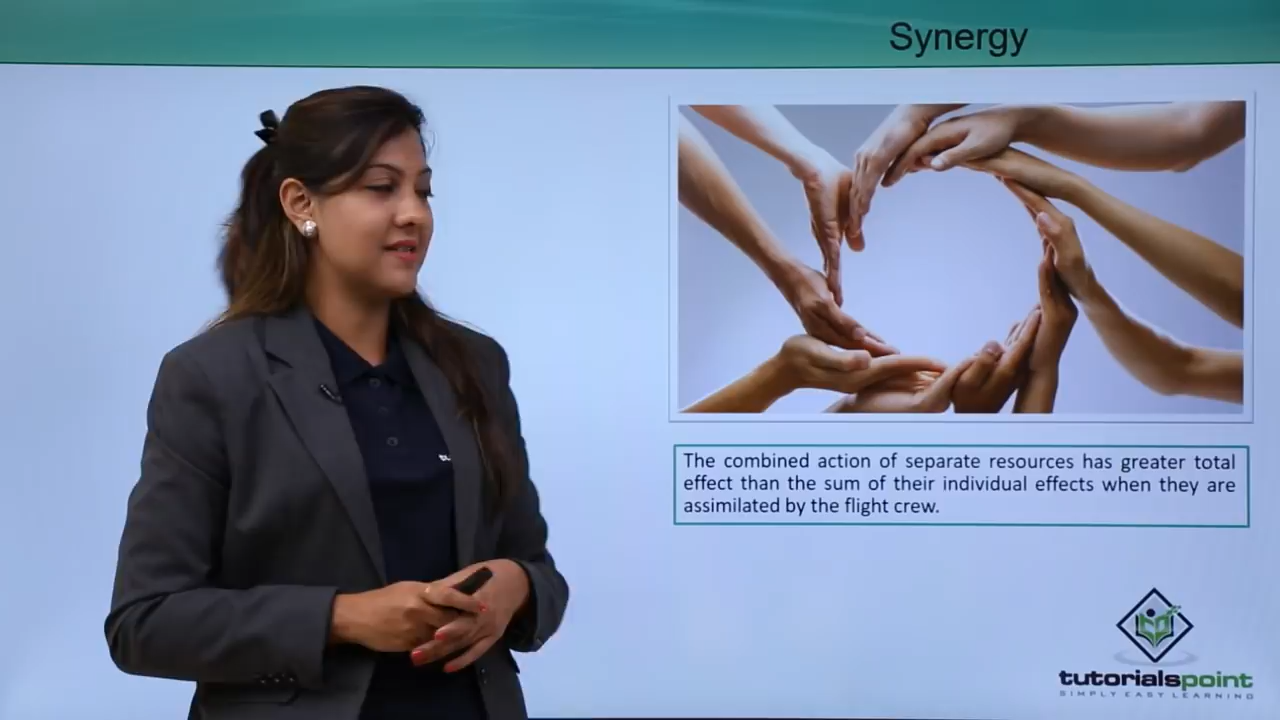 Synergy
The combined action of separate resources has greater total
effect than the sum of their individual effects when they are
assimilated by the flight crew.
tutorialspoint
SIMPLY EASY LEARNING